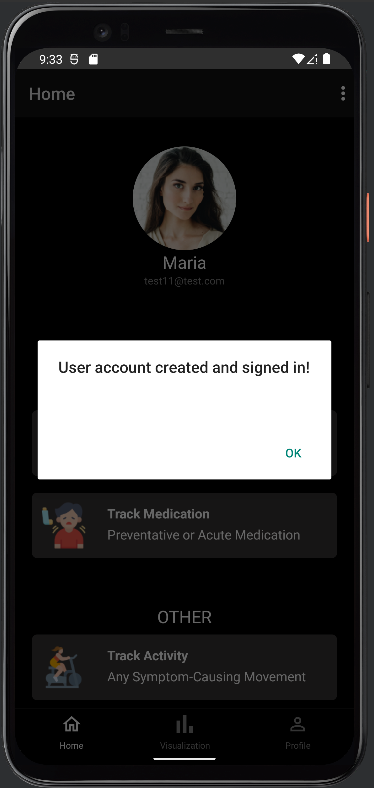 9:33
Home
Maria
test11@test.com
User account created and signed in!
OK
Track Medication
Preventative or Acute Medication
OTHER
Track Activity
Any Symptom-Causing Movement
Home
Visualization
Profile